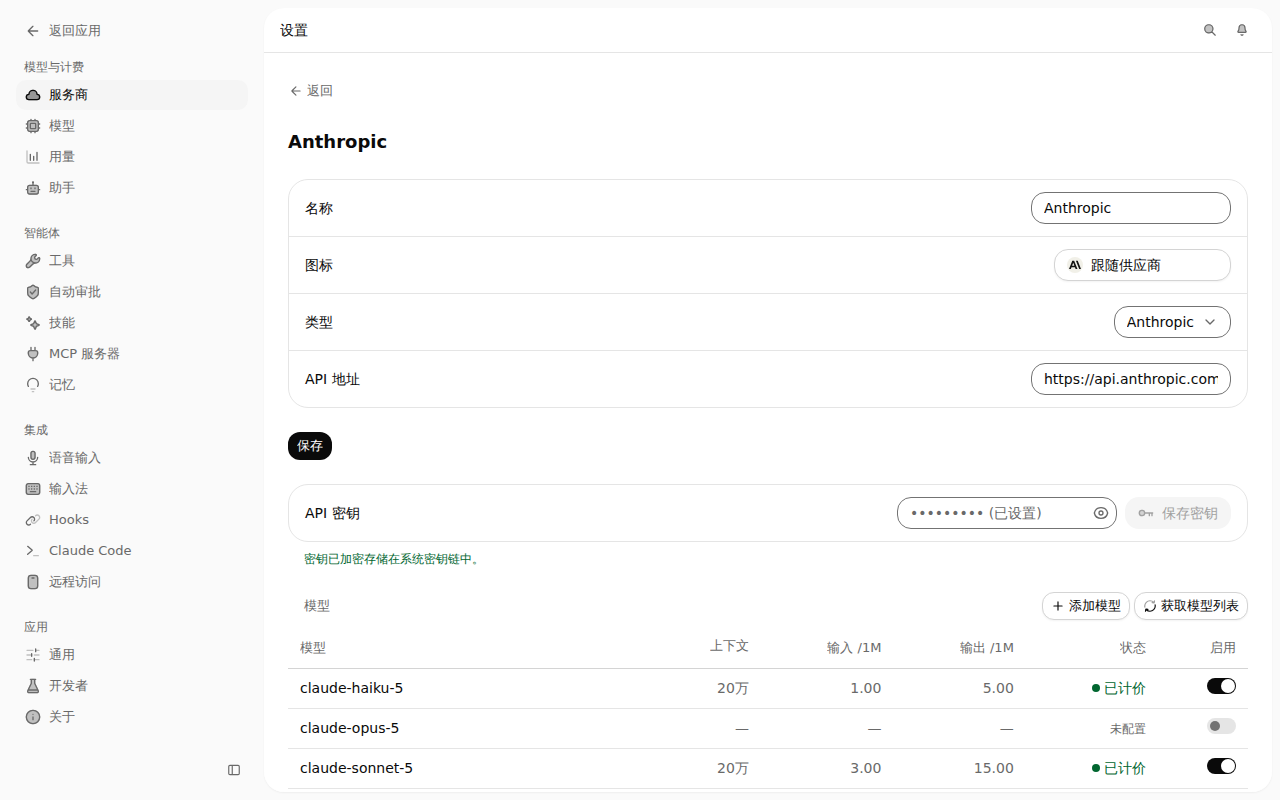 返回应用
模型与计费
服务商
模型
用量
助手
智能体
工具
自动审批
技能
MCP 服务器
记忆
集成
语音输入
输入法
Hooks
Claude Code
远程访问
应用
通用
开发者
关于
设置
返回
Anthropic
名称 Anthropic
图标 跟随供应商
类型 Anthropic
API 地址 https://api.anthropic.com
保存
API 密钥 ••••••••• (已设置) 保存密钥
密钥已加密存储在系统密钥链中。
模型 添加模型 获取模型列表
模型 上下文 输入 /1M 输出 /1M 状态 启用
claude-haiku-5 20万 1.00 5.00 已计价
claude-opus-5 — — — 未配置
claude-sonnet-5 20万 3.00 15.00 已计价